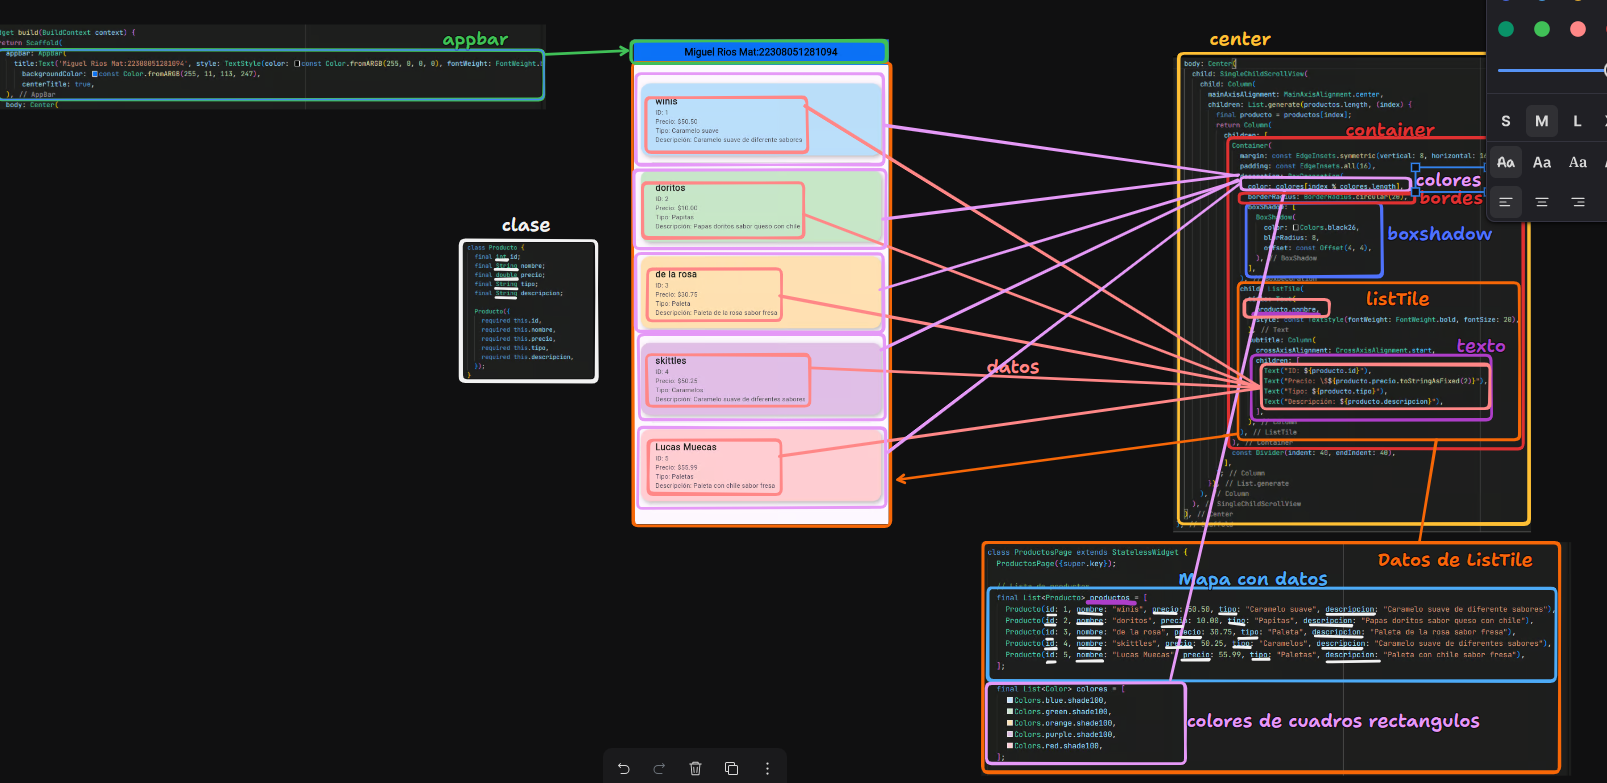 appbar
dget build(BuildContext context) {
return Scaffold(
appBar: AppBar(
title:Text('Miguel Rios Mat:22308051281094', style: TextStyle(color: const Color.fromARGB(255, 0, 0, 0), fontWeight: FontWeight.b
backgroundColor: const Color.fromARGB(255, 11, 113, 247),
centerTitle: true,
), // AppBar
body: Center(
clase
class Producto {
final int id;
final String nombre;
final double precio;
final String tipo;
final String descripcion;
Producto({
required this.id,
required this.nombre,
required this.precio,
required this.tipo,
required this.descripcion,
});
}
Miguel Rios Mat:22308051281094
winis
ID: 1
Precio: $50.50
Tipo: Caramelo suave
Descripción: Caramelo suave de diferente sabores
doritos
ID: 2
Precio: $10.00
Tipo: Papitas
Descripción: Papas doritos sabor queso con chile
de la rosa
ID: 3
Precio: $30.75
Tipo: Paleta
Descripción: Paleta de la rosa sabor fresa
skittles
ID: 4
Precio: $50.25
Tipo: Caramelos
Descripción: Caramelo suave de diferentes sabores
Lucas Muecas
ID: 5
Precio: $55.99
Tipo: Paletas
Descripción: Paleta con chile sabor fresa
datos
center
body: Center(
child: SingleChildScrollView(
child: Column(
mainAxisAlignment: MainAxisAlignment.center,
children: List.generate(productos.length, (index) {
final producto = productos[index];
return Column(
children: [
container
Container(
margin: const EdgeInsets.symmetric(vertical: 8, horizontal: 16
padding: const EdgeInsets.all(16),
color: colores[index % colores.length],
colores
borderRadius: BorderRadius.circular(20),
bordes
boxShadow: [
BoxShadow(
color: Colors.black26,
blurRadius: 8,
offset: const Offset(4, 4),
), // BoxShadow
],
boxshadow
child: ListTile(
listTile
producto.nombre,
style: const TextStyle(fontWeight: FontWeight.bold, fontSize: 20),
), // Text
subtitle: Column(
crossAxisAlignment: CrossAxisAlignment.start,
texto
children: [
Text("ID: ${producto.id}"),
Text("Precio: \$${producto.precio.toStringAsFixed(2)}"),
Text("Tipo: ${producto.tipo}"),
Text("Descripción: ${producto.descripcion}"),
],
), // Column
), // ListTile
), // Container
const Divider(indent: 40, endIndent: 40),
],
); // Column
}), // List.generate
), // Column
), // SingleChildScrollView
), // Center
S M L
Aa Aa Aa
Datos de ListTile
class ProductosPage extends StatelessWidget {
ProductosPage({super.key});
// Lista de productos
Mapa con datos
final List<Producto> productos = [
Producto(id: 1, nombre: "winis", precio: 50.50, tipo: "Caramelo suave", descripcion: "Caramelo suave de diferente sabores"),
Producto(id: 2, nombre: "doritos", precio: 10.00, tipo: "Papitas", descripcion: "Papas doritos sabor queso con chile"),
Producto(id: 3, nombre: "de la rosa", precio: 30.75, tipo: "Paleta", descripcion: "Paleta de la rosa sabor fresa"),
Producto(id: 4, nombre: "skittles", precio: 50.25, tipo: "Caramelos", descripcion: "Caramelo suave de diferentes sabores"),
Producto(id: 5, nombre: "Lucas Muecas", precio: 55.99, tipo: "Paletas", descripcion: "Paleta con chile sabor fresa"),
];
final List<Color> colores = [
Colors.blue.shade100,
Colors.green.shade100,
Colors.orange.shade100,
Colors.purple.shade100,
Colors.red.shade100,
];
colores de cuadros rectangulos